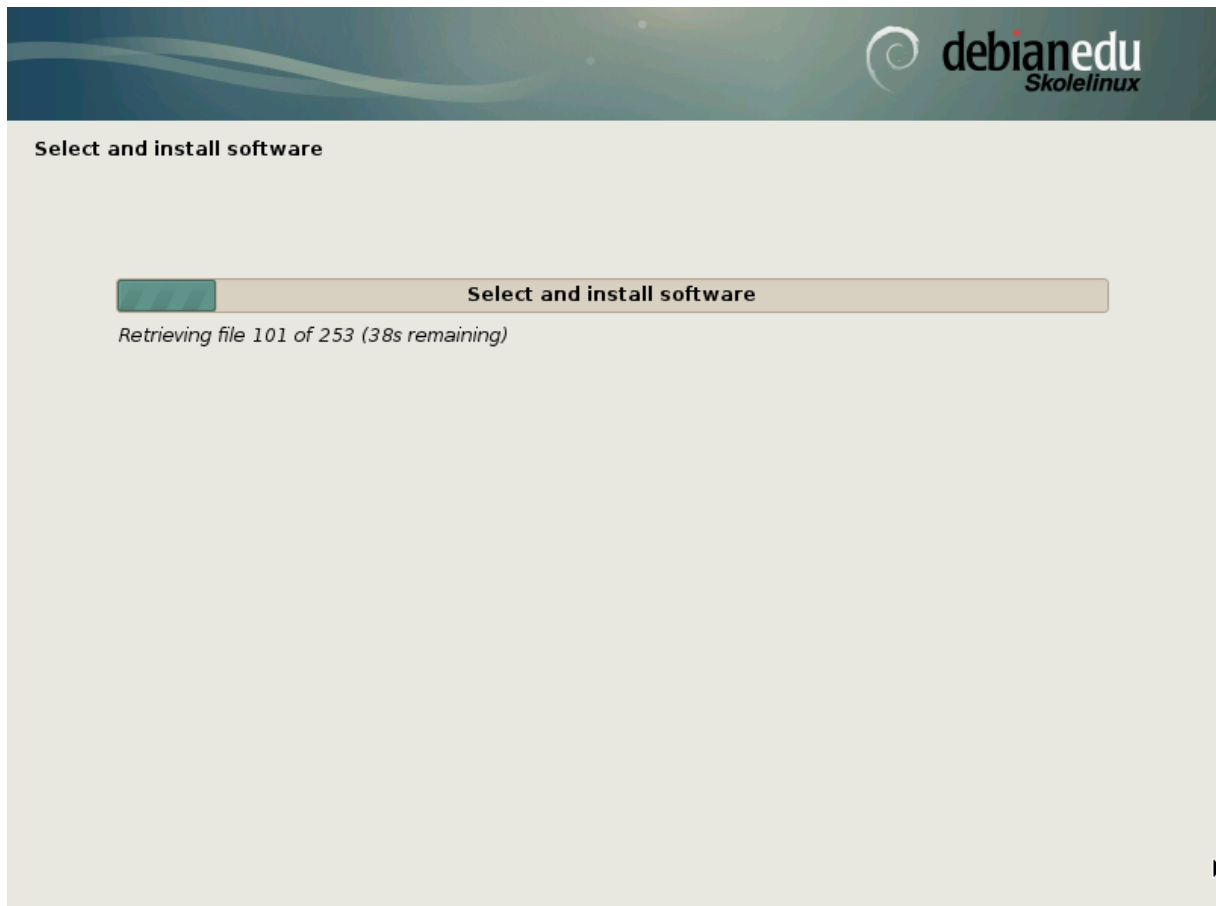 debianedu
Skolelinux
Select and install software
Select and install software
Retrieving file 101 of 253 (38s remaining)